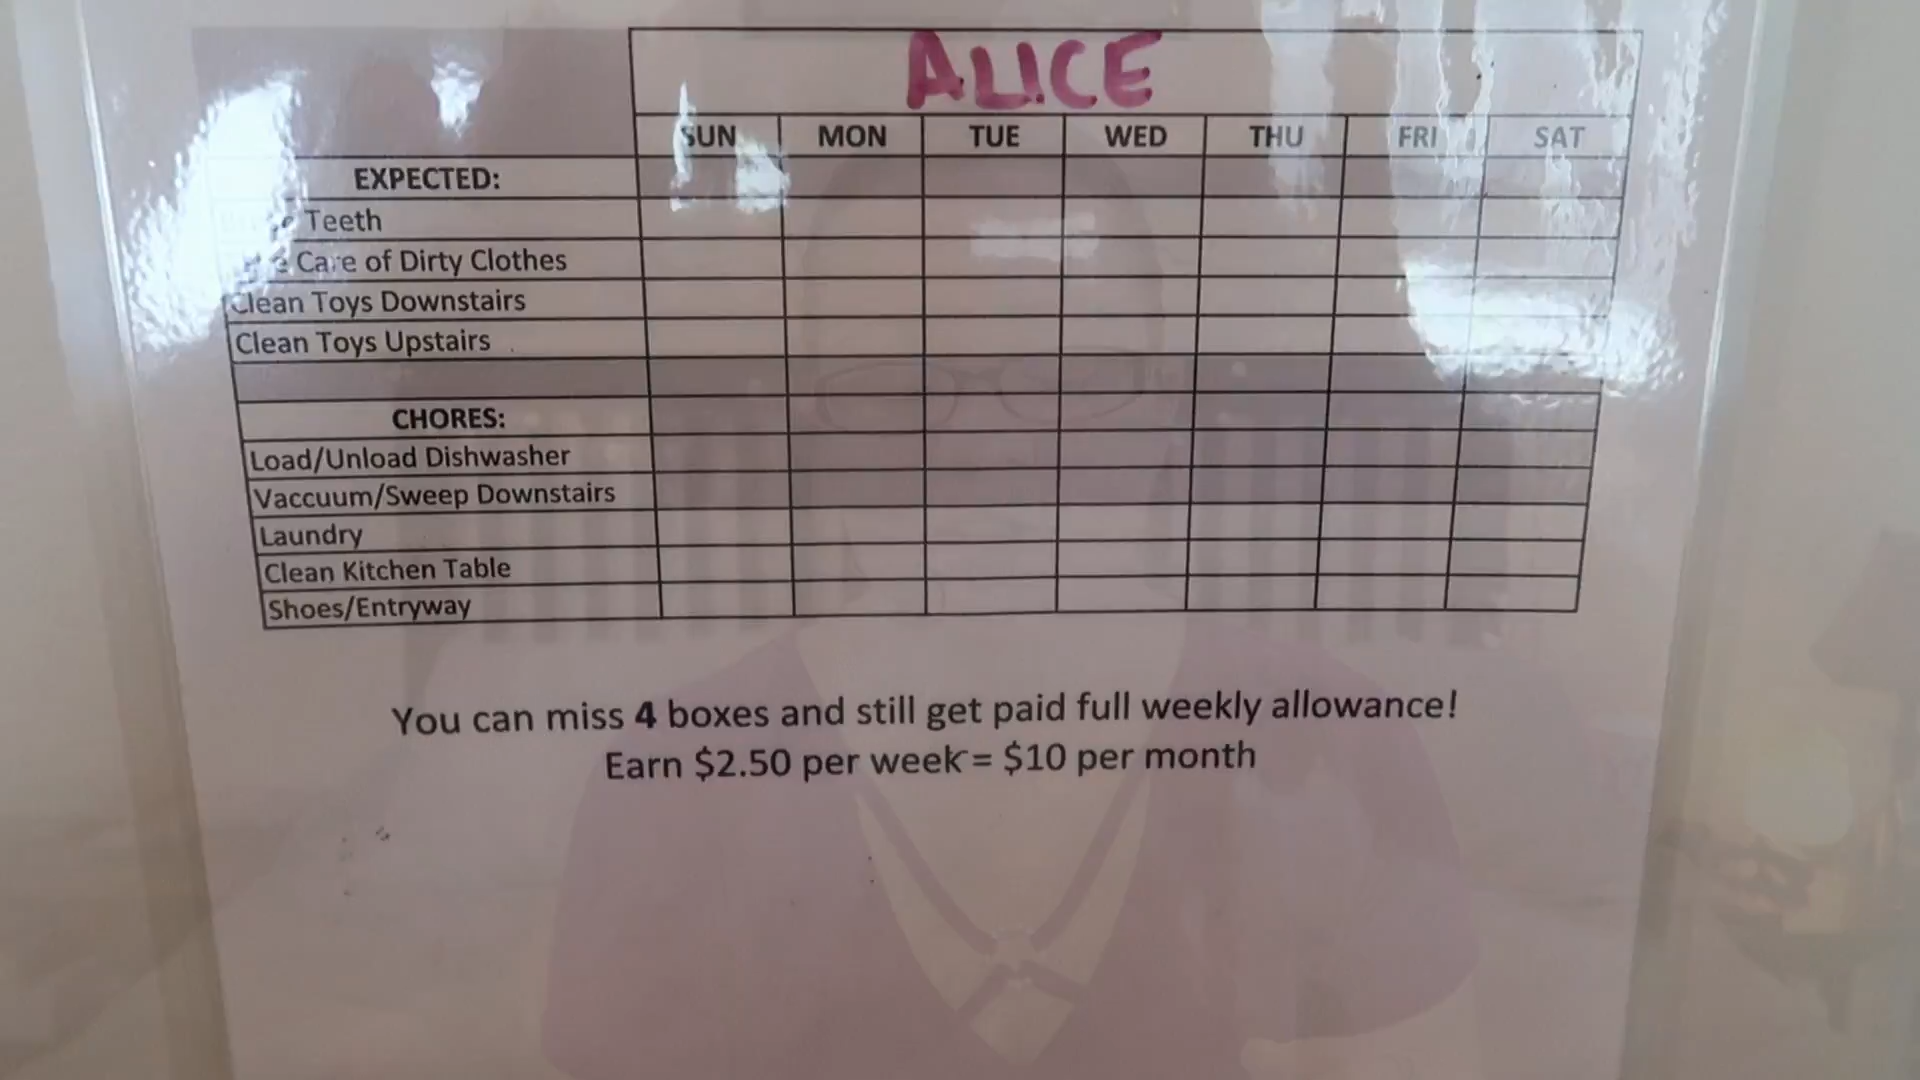 ALICE
SUN MON TUE WED THU FRI SAT
EXPECTED:
Teeth
Care of Dirty Clothes
Clean Toys Downstairs
Clean Toys Upstairs
CHORES:
Load/Unload Dishwasher
Vaccuum/Sweep Downstairs
Laundry
Clean Kitchen Table
Shoes/Entryway
You can miss 4 boxes and still get paid full weekly allowance!
Earn $2.50 per week = $10 per month